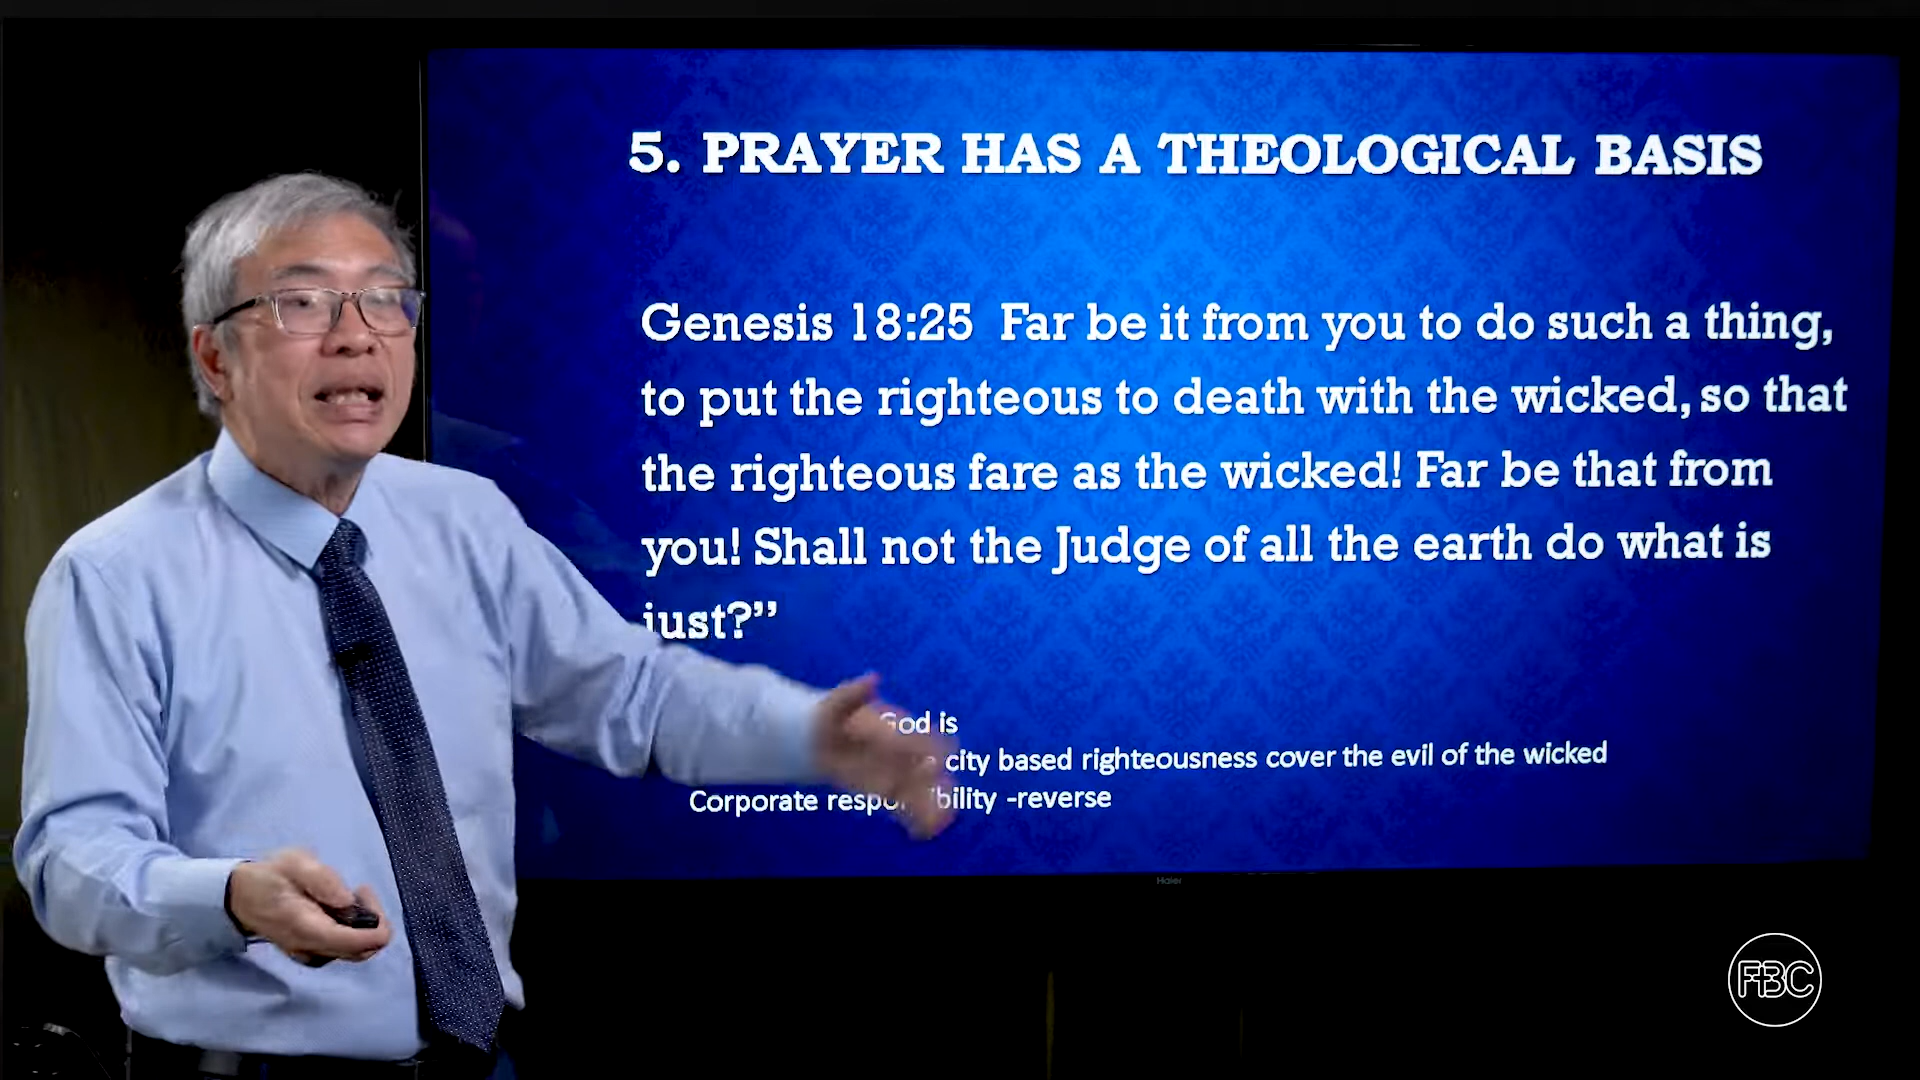 5. PRAYER HAS A THEOLOGICAL BASIS
Genesis 18:25 Far be it from you to do such a thing,
to put the righteous to death with the wicked, so that
the righteous fare as the wicked! Far be that from
you! Shall not the Judge of all the earth do what is
just?”
God is
city based righteousness cover the evil of the wicked
Corporate responsibility -reverse
Haier
FBC